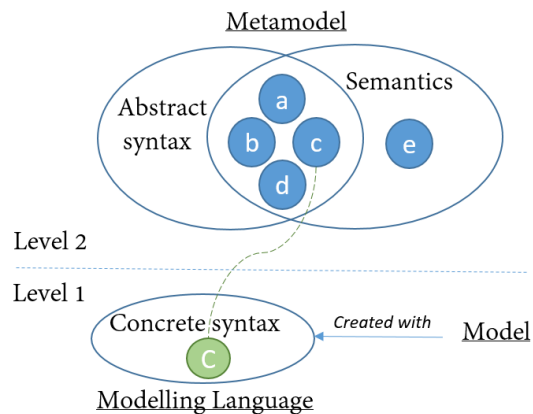 Metamodel
Abstract
syntax
Semantics
a
b
c
d
e
Level 2
Level 1
Concrete syntax
C
Created with
Model
Modelling Language